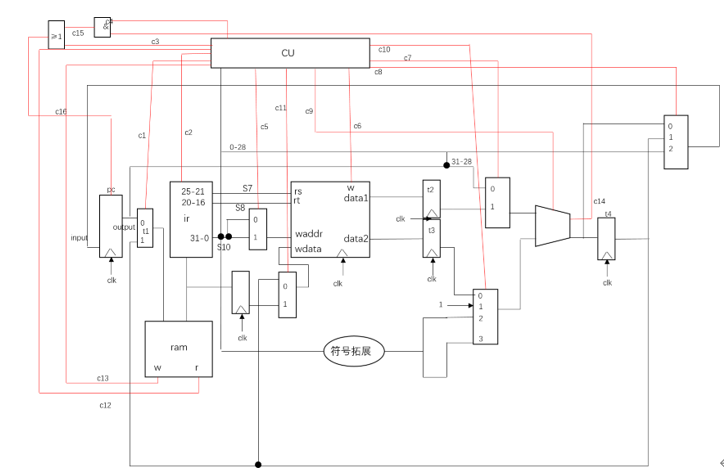 ≥1
c15
&
c3
CU
c10
c7
c8
c16
c1
c2
c5
c11
c9
c6
0-28
31-28
0
1
2
pc
input
output
clk
0
t1
1
25-21
20-16
ir
31-0
S7
S8
S10
0
1
rs
rt
waddr
wdata
w
data1
data2
clk
t2
clk
t3
clk
0
1
c14
t4
clk
clk
0
1
0
1
2
3
1
符号拓展
ram
w
r
c13
c12